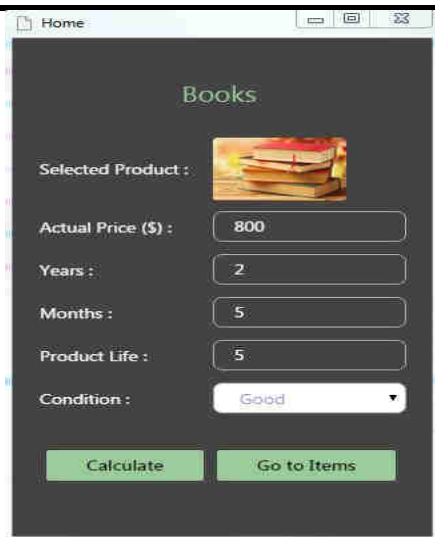 Home
Books
Selected Product :
Actual Price ($) : 800
Years : 2
Months : 5
Product Life : 5
Condition : Good
Calculate Go to Items